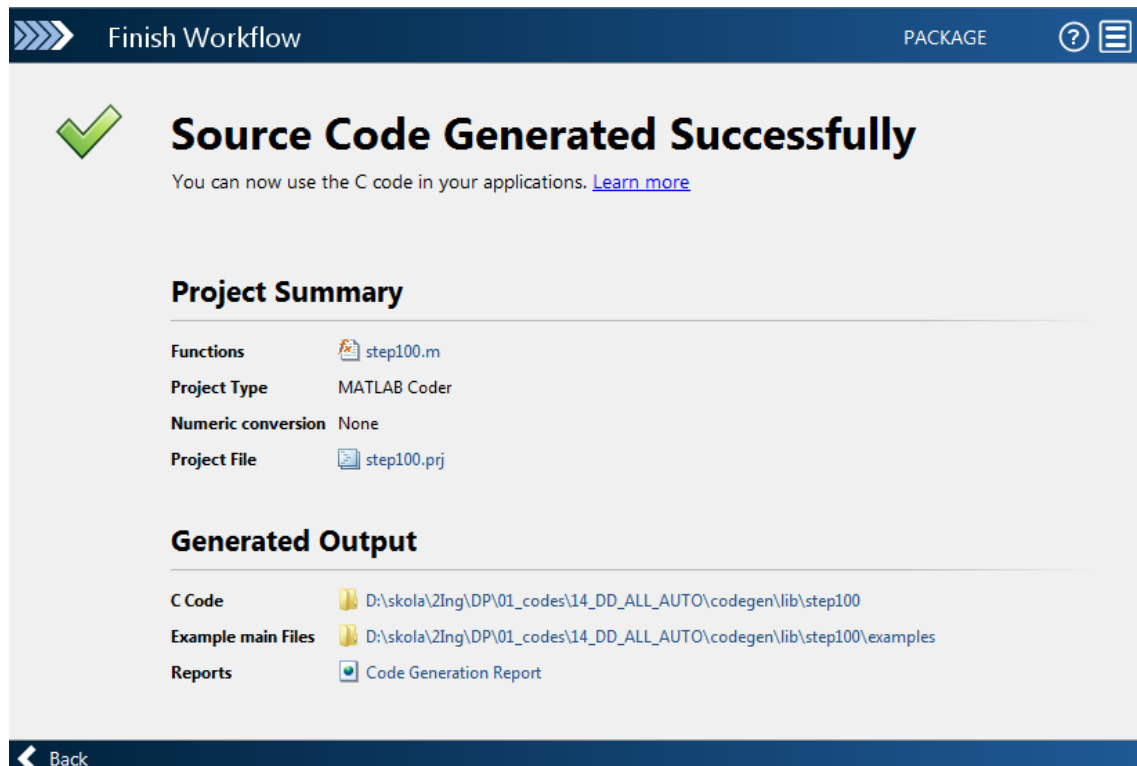 Finish Workflow PACKAGE ?
Source Code Generated Successfully
You can now use the C code in your applications. Learn more
Project Summary
Functions step100.m
Project Type MATLAB Coder
Numeric conversion None
Project File step100.prj
Generated Output
C Code D:\skola\2Ing\DP\01_codes\14_DD_ALL_AUTO\codegen\lib\step100
Example main Files D:\skola\2Ing\DP\01_codes\14_DD_ALL_AUTO\codegen\lib\step100\examples
Reports Code Generation Report
Back